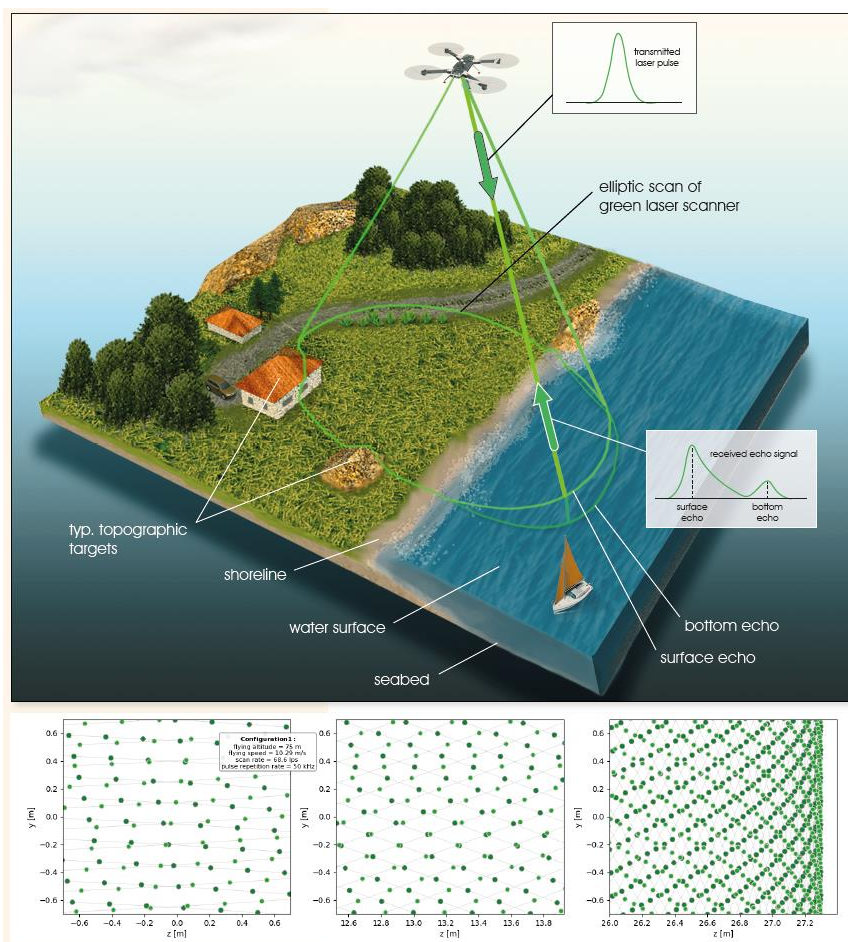 transmitted
laser pulse
elliptic scan of
green laser scanner
received echo signal
surface
echo
bottom
echo
typ. topographic
targets
shoreline
water surface
seabed
bottom echo
surface echo
Configuration1:
flying altitude = 75 m
flying speed = 10.29 m/s
scan rate = 68.6 lps
pulse repetition rate = 50 kHz
y [m]
0.6
0.4
0.2
0.0
−0.2
−0.4
−0.6
−0.6 −0.4 −0.2 0.0 0.2 0.4 0.6
z [m]
y [m]
0.6
0.4
0.2
0.0
−0.2
−0.4
−0.6
12.6 12.8 13.0 13.2 13.4 13.6 13.8
z [m]
y [m]
0.6
0.4
0.2
0.0
−0.2
−0.4
−0.6
26.0 26.2 26.4 26.6 26.8 27.0 27.2
z [m]